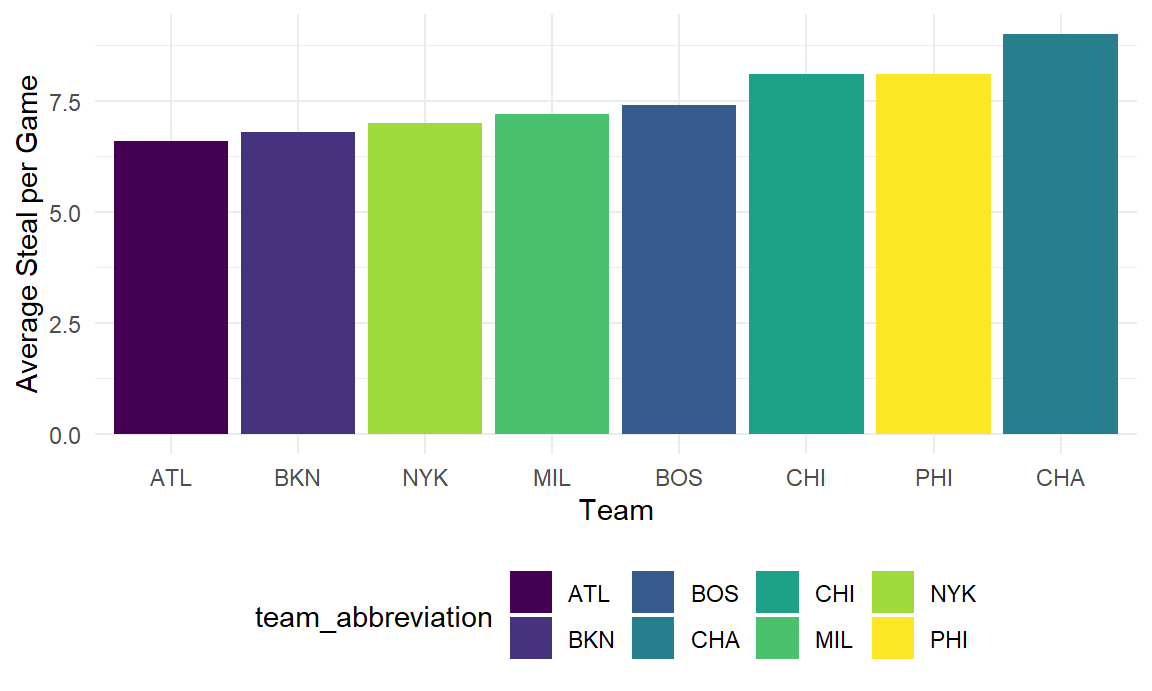 Average Steal per Game
7.5
5.0
2.5
0.0
ATL BKN NYK MIL BOS CHI PHI CHA
Team
team_abbreviation
ATL BOS CHI NYK
BKN CHA MIL PHI